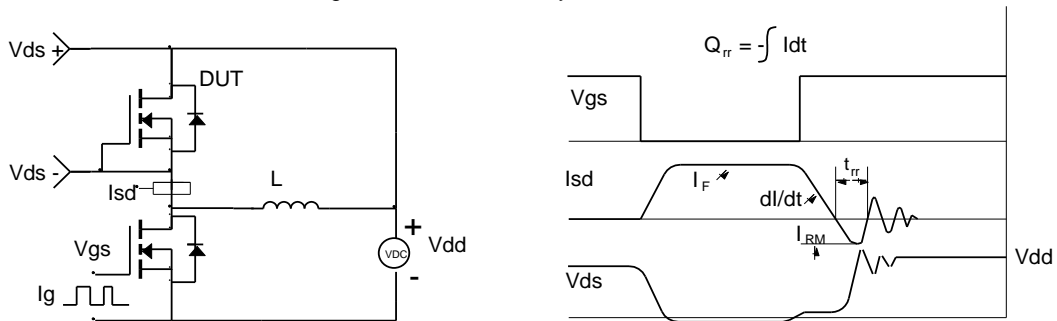 Vds +
DUT
Vds -
Isd
L
Vgs
+
VDC
Vdd
-
Ig
Qrr = -∫ Idt
Vgs
trr
Isd
IF
dI/dt
IRM
Vdd
Vds